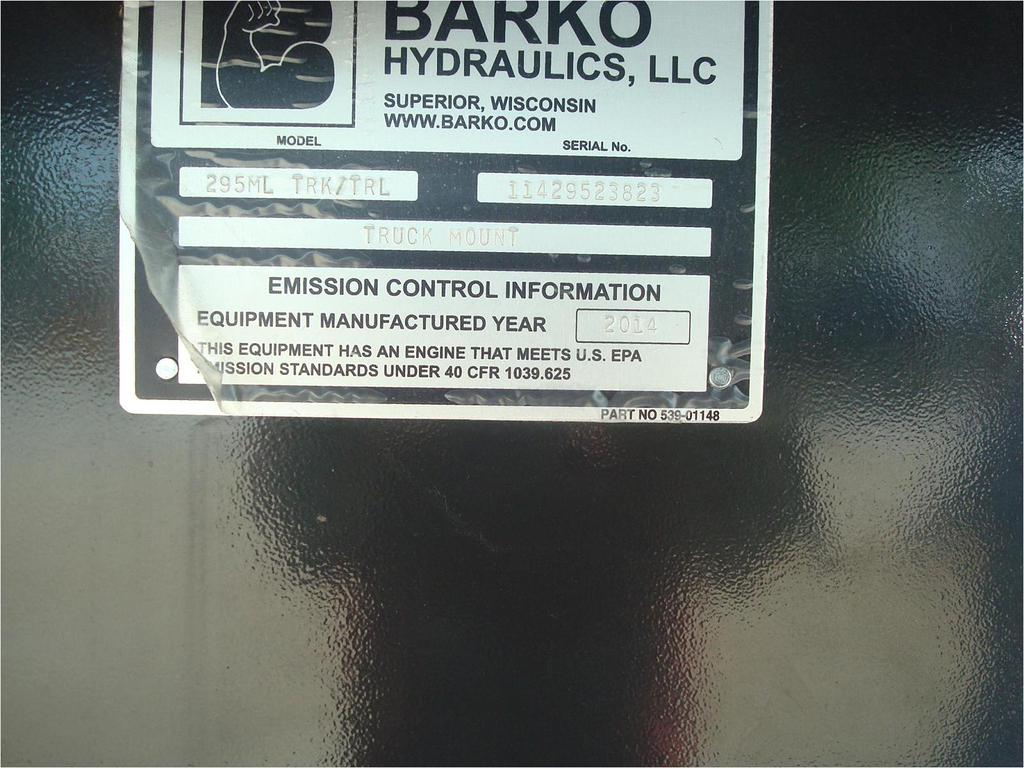 BARKO
HYDRAULICS, LLC
SUPERIOR, WISCONSIN
WWW.BARKO.COM
MODEL SERIAL No.
295ML TRK/TRL 11429523823
TRUCK MOUNT
EMISSION CONTROL INFORMATION
EQUIPMENT MANUFACTURED YEAR 2014
THIS EQUIPMENT HAS AN ENGINE THAT MEETS U.S. EPA
EMISSION STANDARDS UNDER 40 CFR 1039.625
PART NO 539-01148